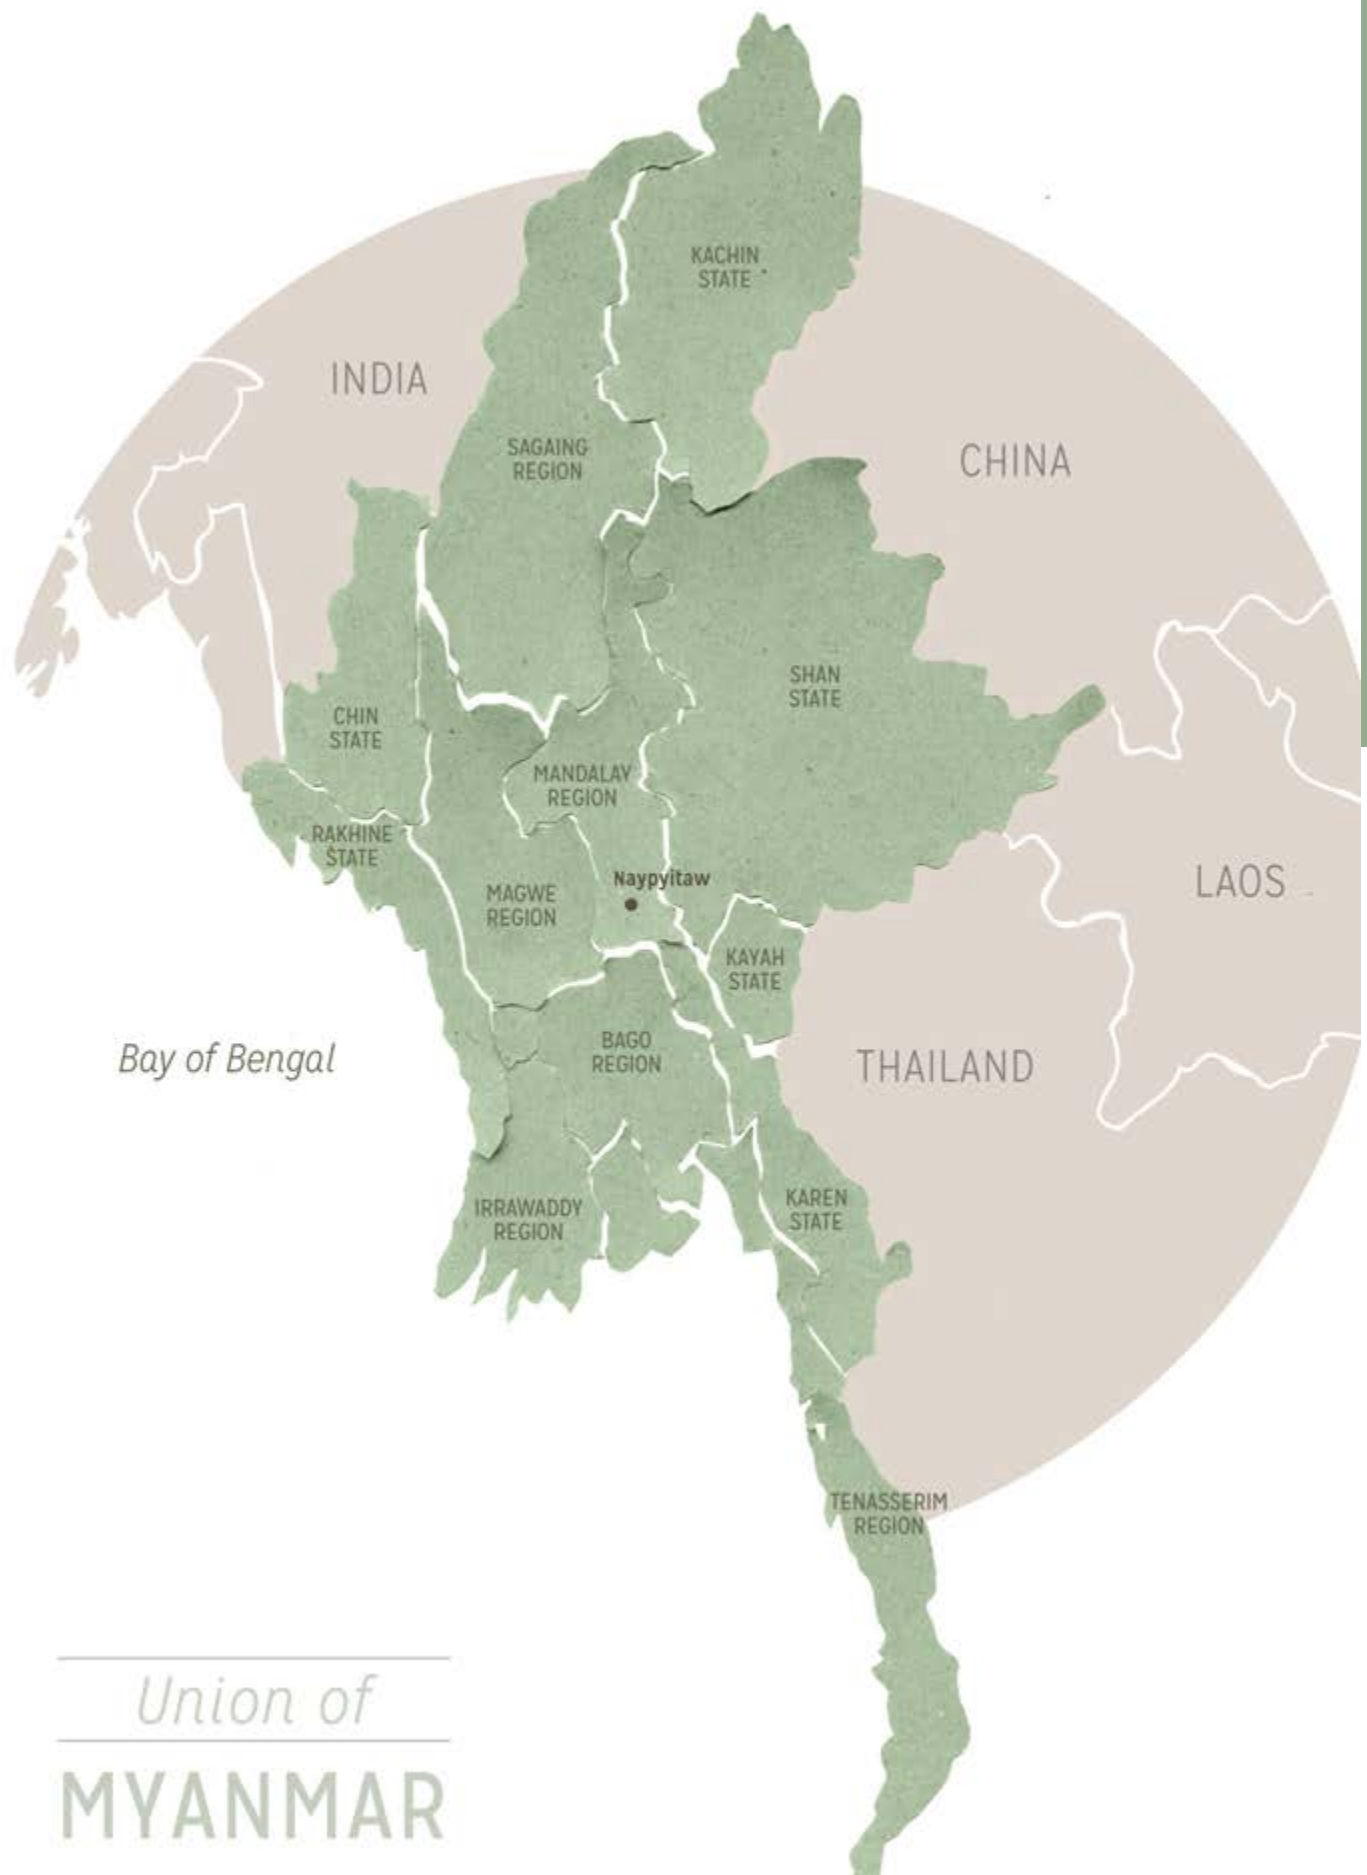 KACHIN
STATE
INDIA
SAGAING
REGION
CHINA
SHAN
STATE
CHIN
STATE
MANDALAY
REGION
RAKHINE
STATE
Naypyitaw
MAGWE
REGION
LAOS
KAYAH
STATE
Bay of Bengal
BAGO
REGION
THAILAND
IRRAWADDY
REGION
KAREN
STATE
TENASSERIM
REGION
Union of
MYANMAR